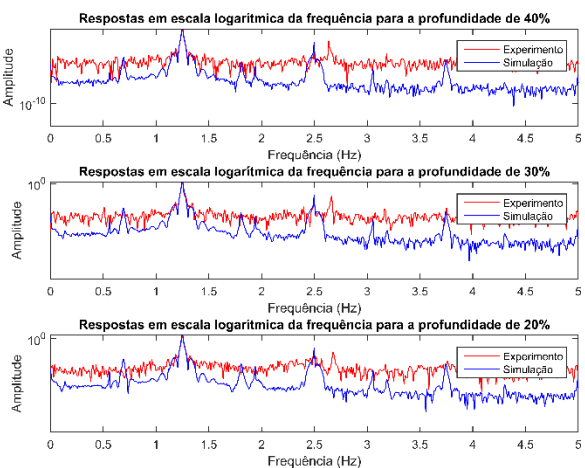 Respostas em escala logarítmica da frequência para a profundidade de 40%
Amplitude
10^-10
Experimento
Simulação
0 0.5 1 1.5 2 2.5 3 3.5 4 4.5 5
Frequência (Hz)
Respostas em escala logarítmica da frequência para a profundidade de 30%
Amplitude
10^0
Experimento
Simulação
0 0.5 1 1.5 2 2.5 3 3.5 4 4.5 5
Frequência (Hz)
Respostas em escala logarítmica da frequência para a profundidade de 20%
Amplitude
10^0
Experimento
Simulação
0 0.5 1 1.5 2 2.5 3 3.5 4 4.5 5
Frequência (Hz)